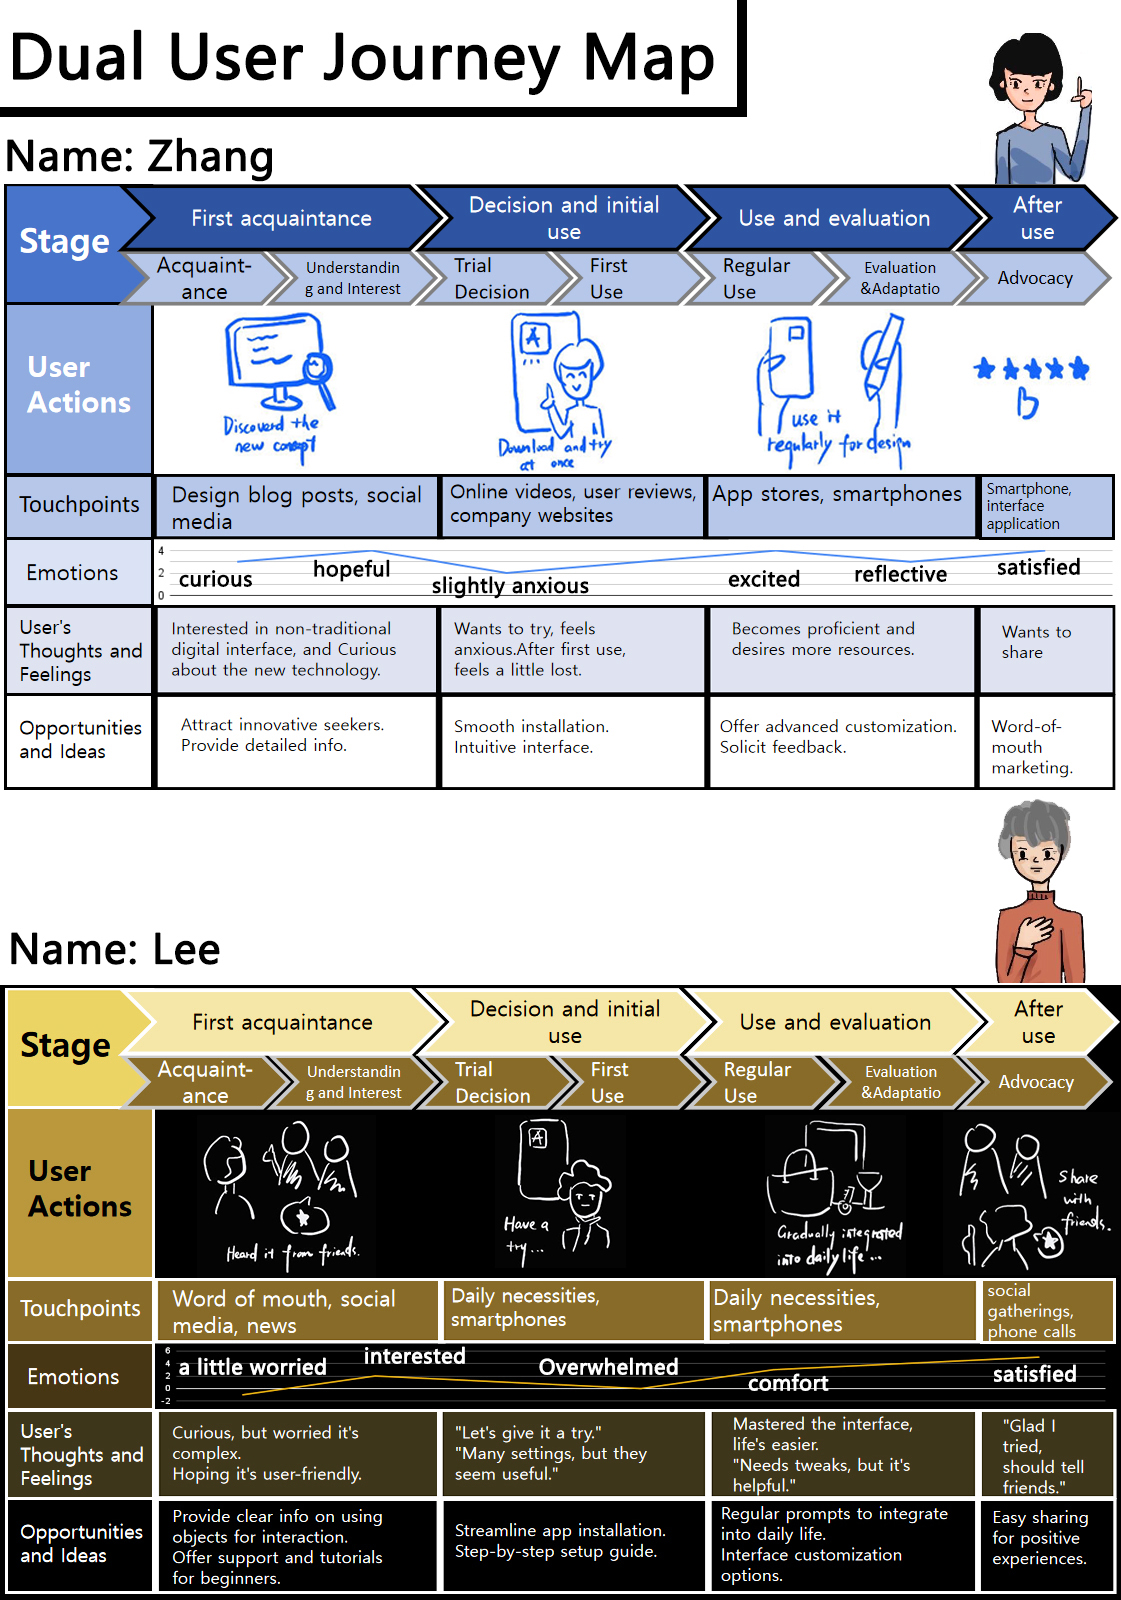 Dual User Journey Map
Name: Zhang
Stage
First acquaintance
Decision and initial
use
Use and evaluation
After
use
Acquaint-
ance
Understandin
g and Interest
Trial
Decision
First
Use
Regular
Use
Evaluation
&Adaptatio
Advocacy
User
Actions
A
Discoverd the
new concept
Download and try
at once
use it
regularly for design
Touchpoints
Design blog posts, social
media
Online videos, user reviews,
company websites
App stores, smartphones
Smartphone,
interface
application
Emotions
4
2
0
curious
hopeful
slightly anxious
excited
reflective
satisfied
User's
Thoughts and
Feelings
Interested in non-traditional
digital interface, and Curious
about the new technology.
Wants to try, feels
anxious.After first use,
feels a little lost.
Becomes proficient and
desires more resources.
Wants to
share
Opportunities
and Ideas
Attract innovative seekers.
Provide detailed info.
Smooth installation.
Intuitive interface.
Offer advanced customization.
Solicit feedback.
Word-of-
mouth
marketing.
Name: Lee
Stage
First acquaintance
Decision and initial
use
Use and evaluation
After
use
Acquaint-
ance
Understandin
g and Interest
Trial
Decision
First
Use
Regular
Use
Evaluation
&Adaptatio
Advocacy
User
Actions
Heard it from friends.
A
Have a
try...
Gradually integrated
into daily life...
Share
with
friends.
Touchpoints
Word of mouth, social
media, news
Daily necessities,
smartphones
Daily necessities,
smartphones
social
gatherings,
phone calls
Emotions
6
4
2
0
-2
a little worried
interested
Overwhelmed
comfort
satisfied
User's
Thoughts and
Feelings
Curious, but worried it's
complex.
Hoping it's user-friendly.
"Let's give it a try."
"Many settings, but they
seem useful."
Mastered the interface,
life's easier.
"Needs tweaks, but it's
helpful."
"Glad I
tried,
should tell
friends."
Opportunities
and Ideas
Provide clear info on using
objects for interaction.
Offer support and tutorials
for beginners.
Streamline app installation.
Step-by-step setup guide.
Regular prompts to integrate
into daily life.
Interface customization
options.
Easy sharing
for positive
experiences.